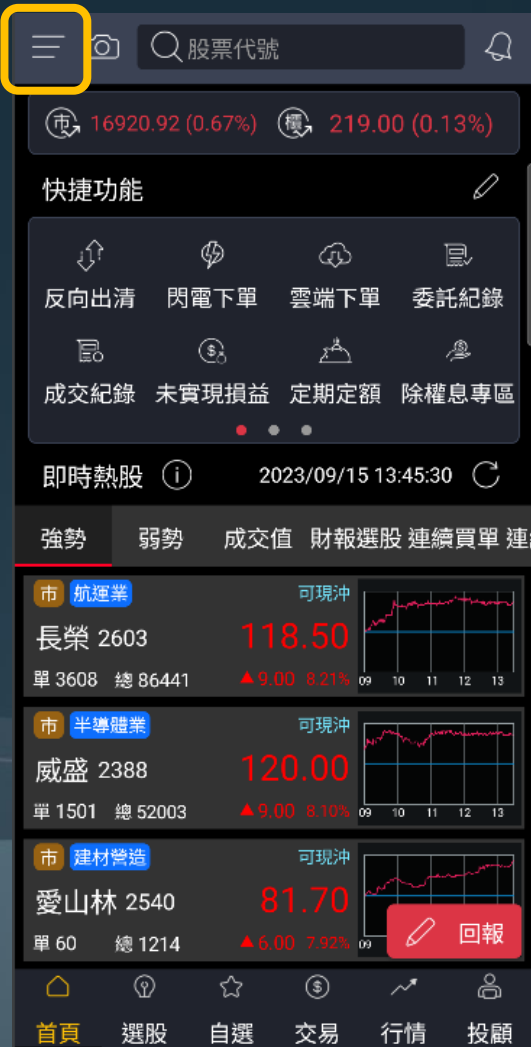 股票代號
市 16920.92 (0.67%) 櫃 219.00 (0.13%)
快捷功能
反向出清 閃電下單 雲端下單 委託紀錄
成交紀錄 未實現損益 定期定額 除權息專區
即時熱股 2023/09/15 13:45:30
強勢 弱勢 成交值 財報選股 連續買單 連
市 航運業 可現沖
長榮 2603 118.50
單 3608 總 86441 ▲9.00 8.21% 09 10 11 12 13
市 半導體業 可現沖
威盛 2388 120.00
單 1501 總 52003 ▲9.00 8.10% 09 10 11 12 13
市 建材營造 可現沖
愛山林 2540 81.70
單 60 總 1214 ▲6.00 7.92% 09
回報
首頁 選股 自選 交易 行情 投顧